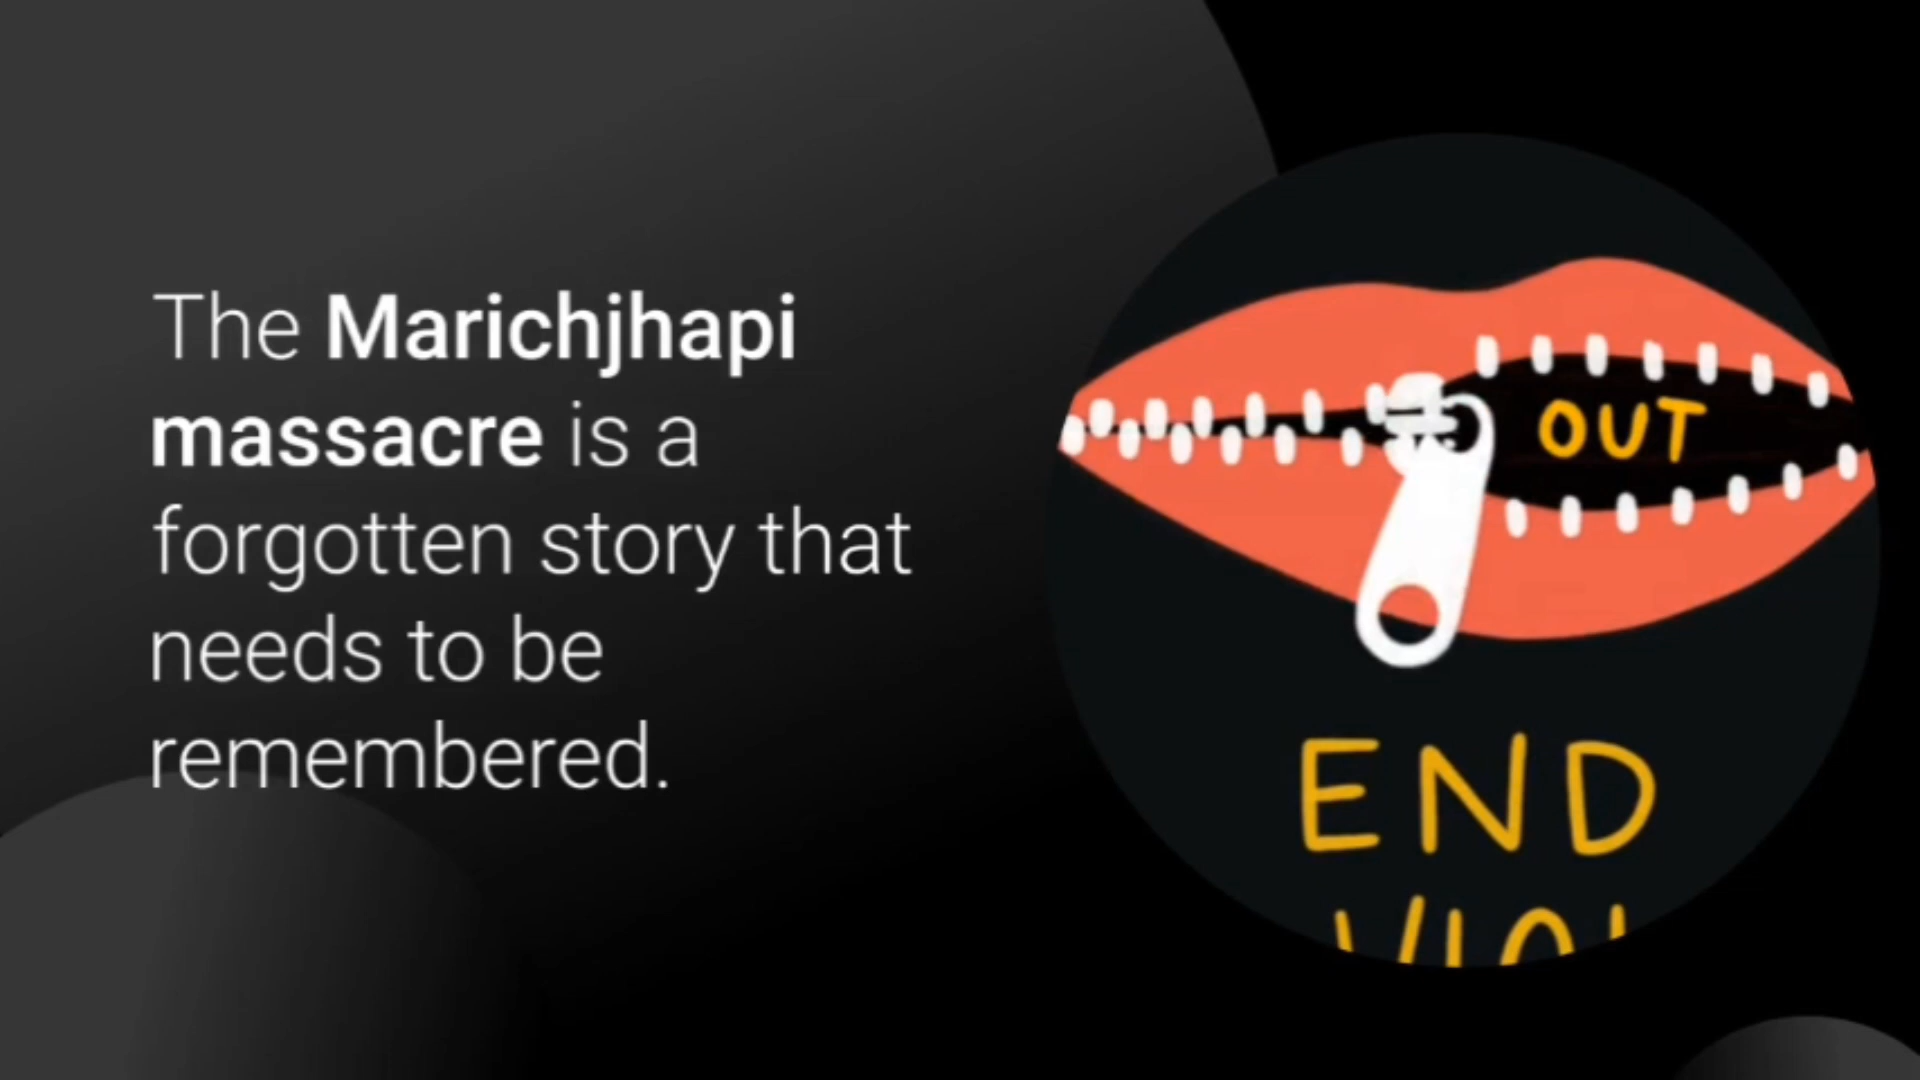 The Marichjhapi
massacre is a
forgotten story that
needs to be
remembered.
OUT
END